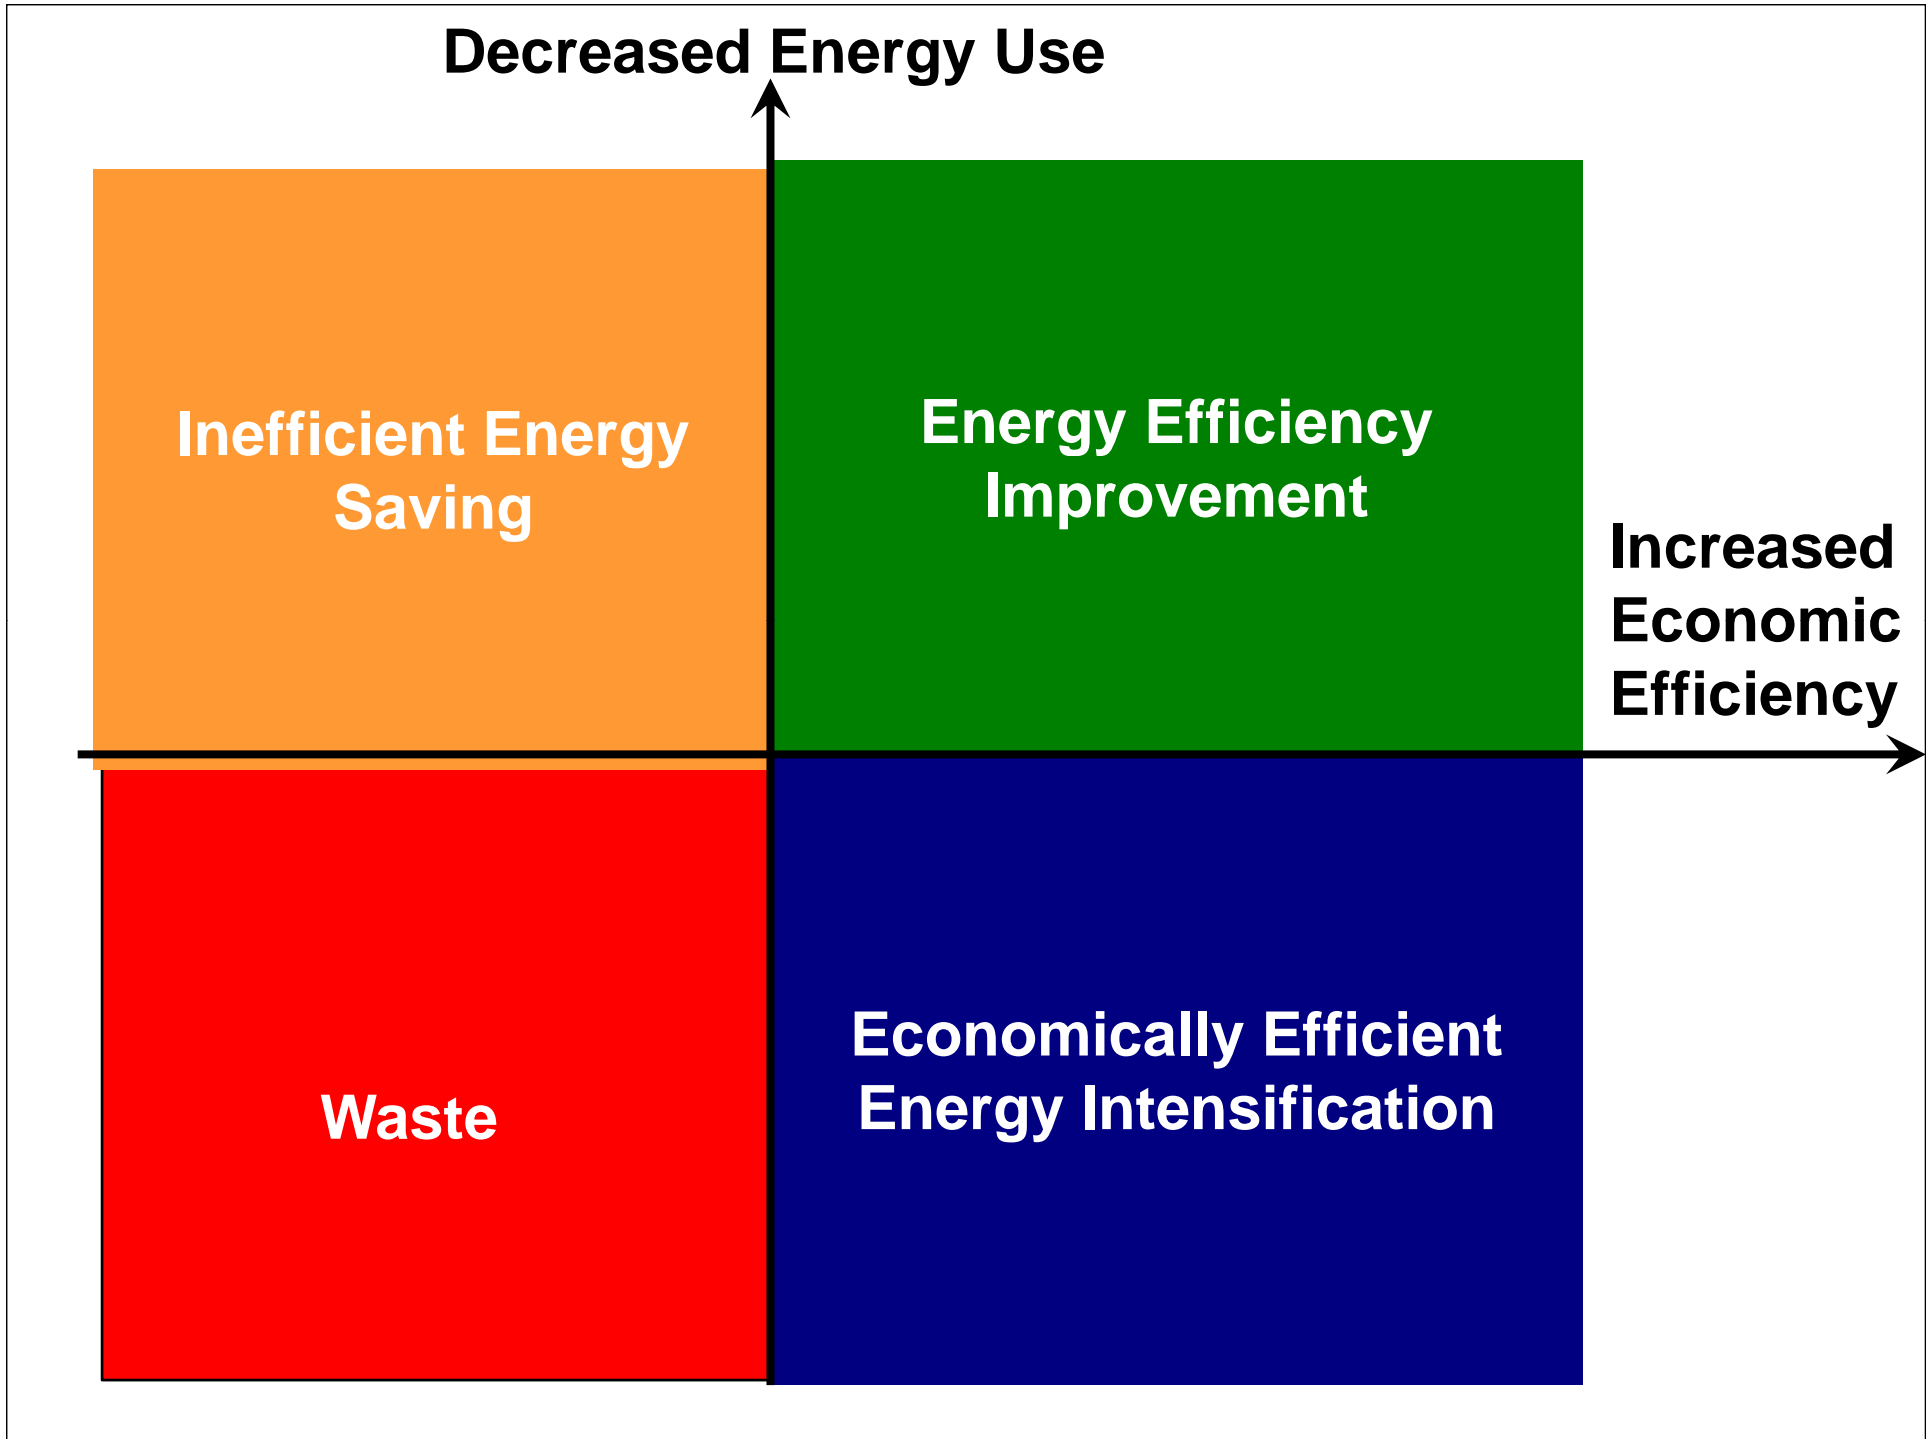 Decreased Energy Use
Inefficient Energy
Saving
Energy Efficiency
Improvement
Increased
Economic
Efficiency
Waste
Economically Efficient
Energy Intensification